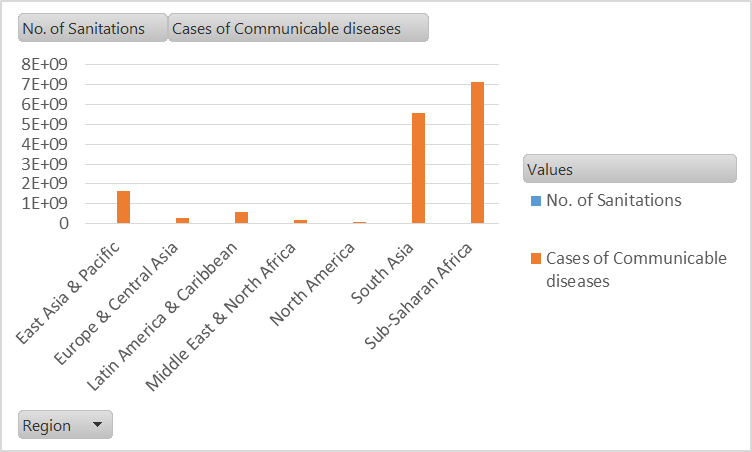 No. of Sanitations
Cases of Communicable diseases
8E+09
7E+09
6E+09
5E+09
4E+09
3E+09
2E+09
1E+09
0
East Asia & Pacific
Europe & Central Asia
Latin America & Caribbean
Middle East & North Africa
North America
South Asia
Sub-Saharan Africa
Values
No. of Sanitations
Cases of Communicable
diseases
Region